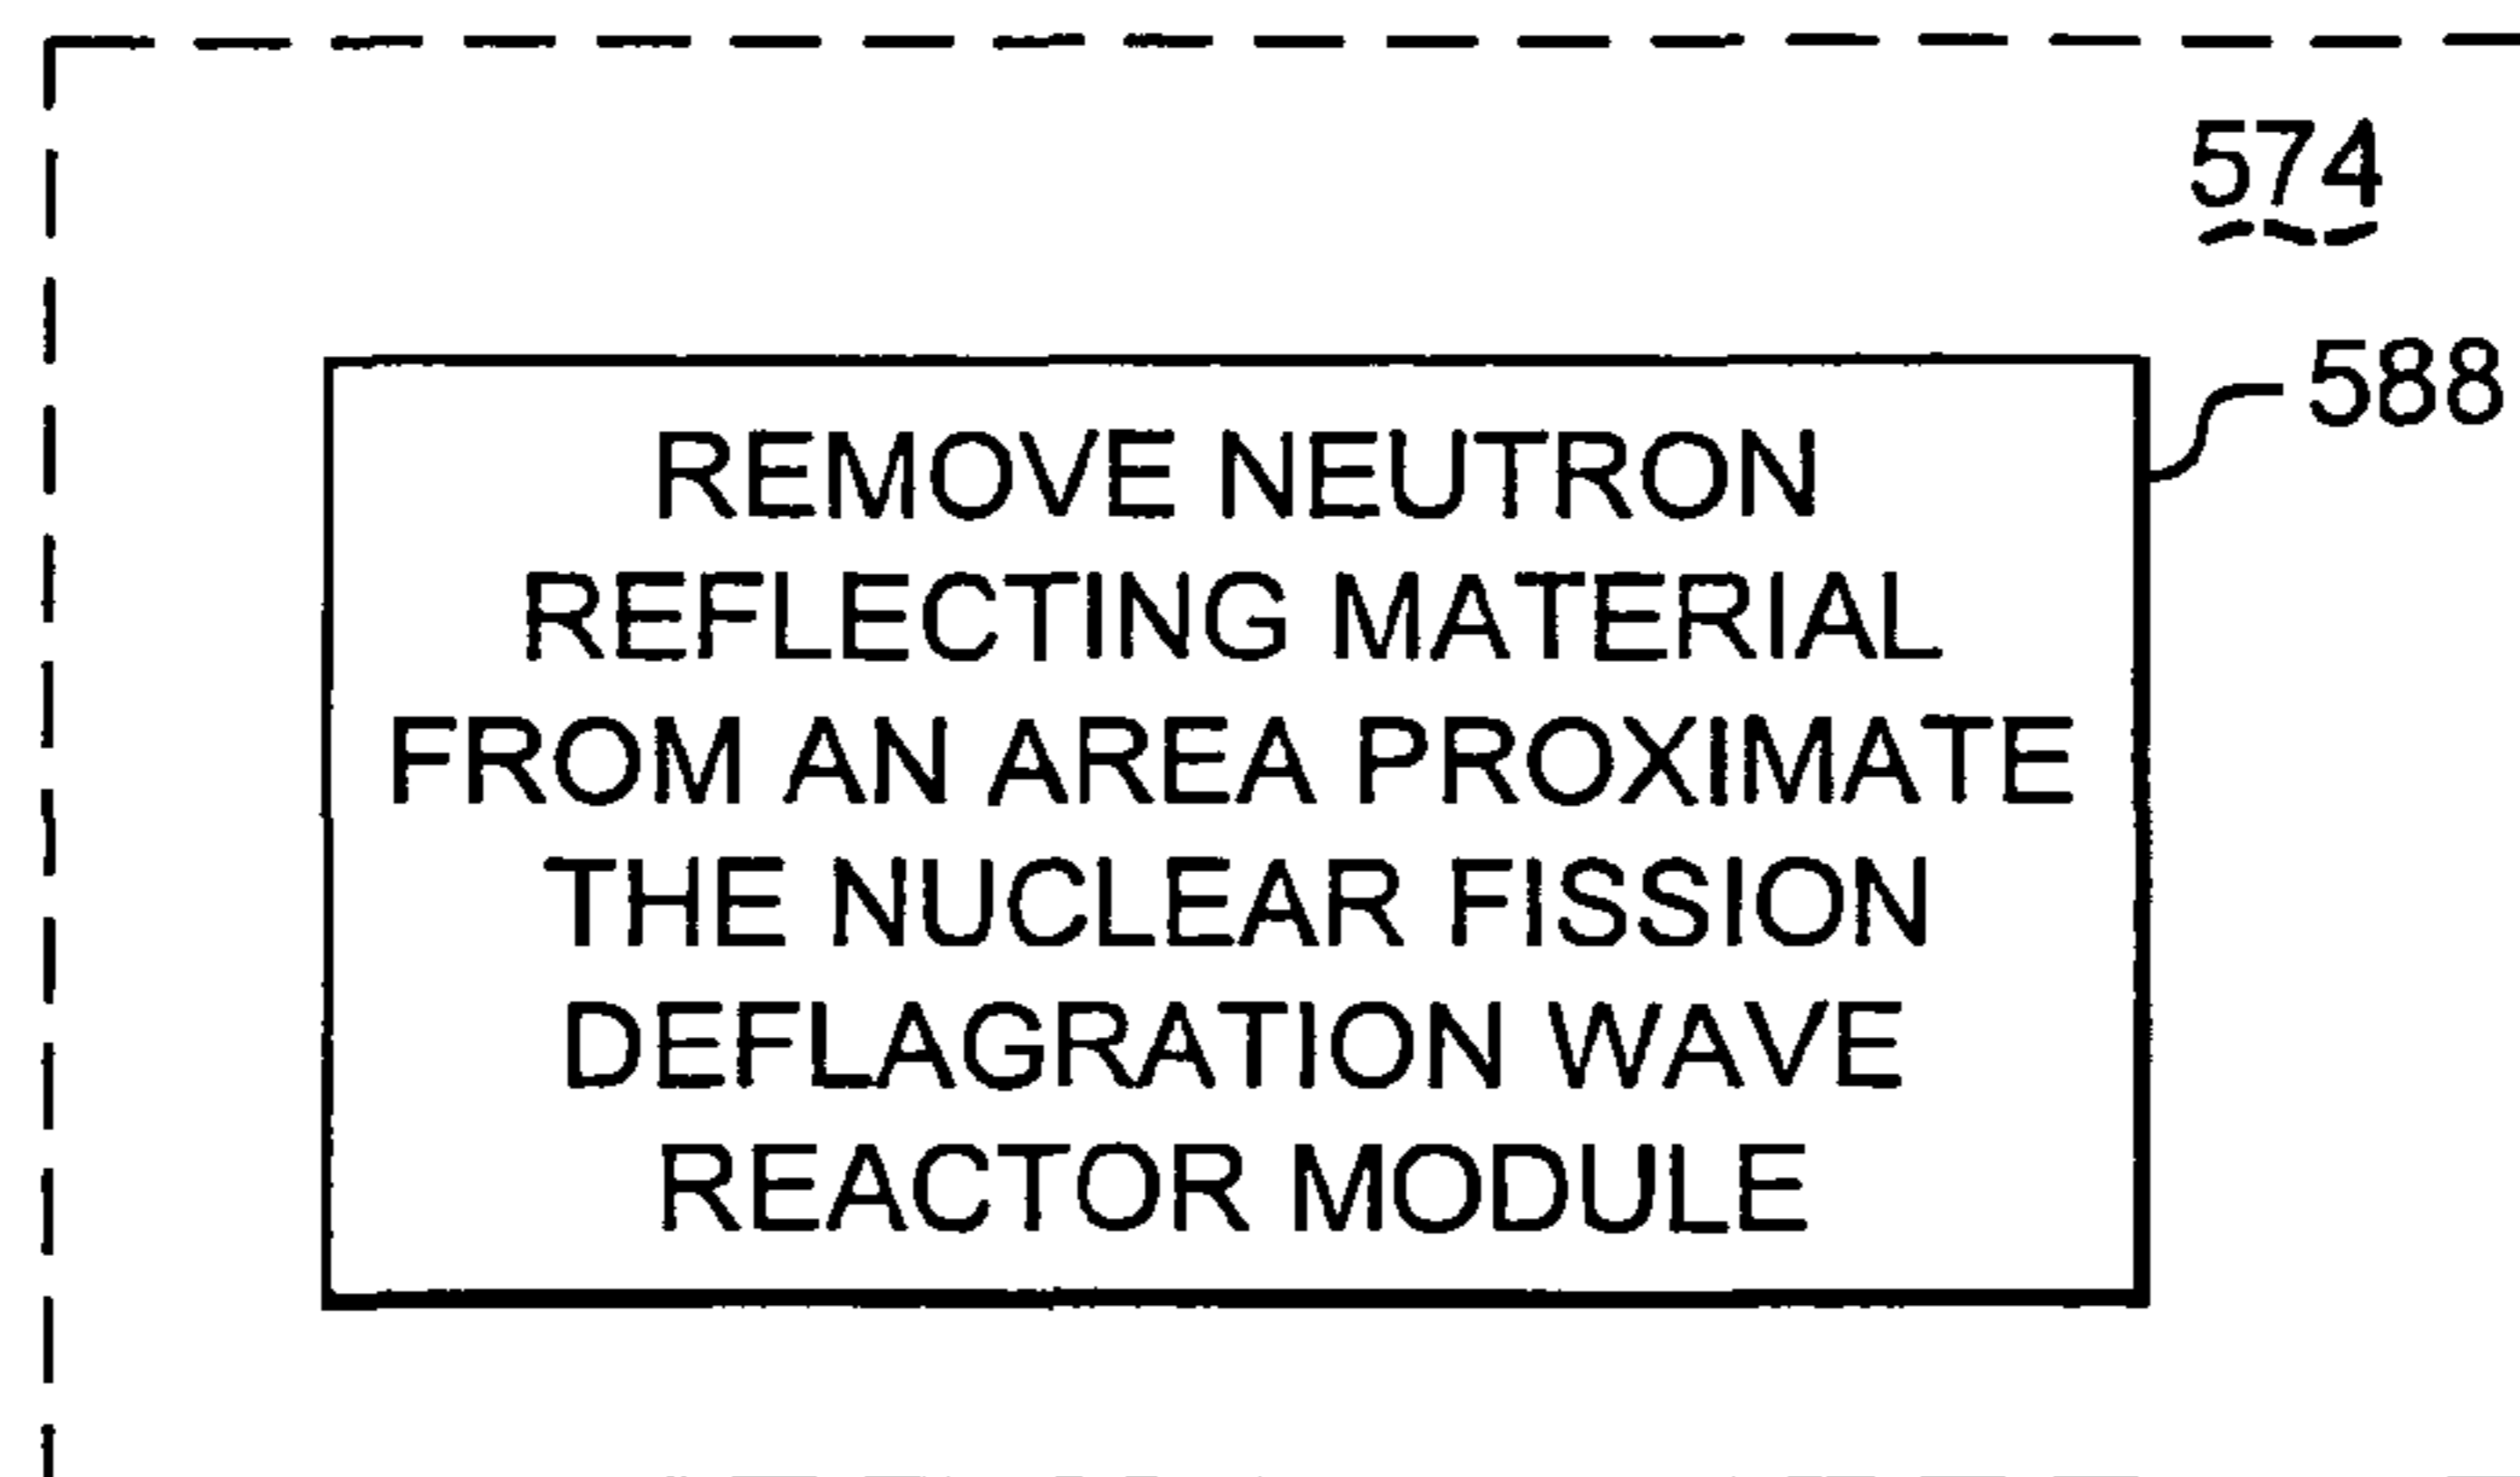 574
588
REMOVE NEUTRON
REFLECTING MATERIAL
FROM AN AREA PROXIMATE
THE NUCLEAR FISSION
DEFLAGRATION WAVE
REACTOR MODULE